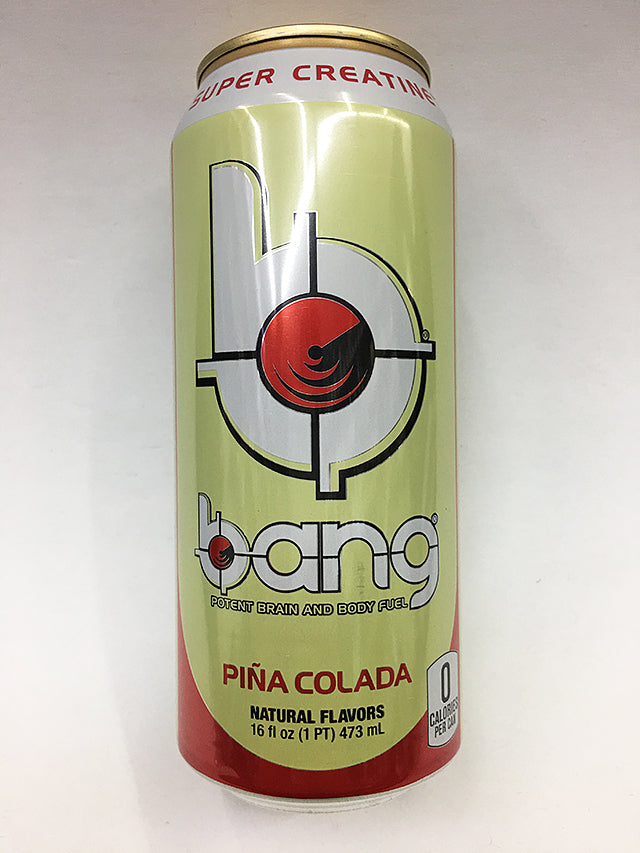 SUPER CREATINE
b
®
bang®
POTENT BRAIN AND BODY FUEL
PIÑA COLADA
NATURAL FLAVORS
16 fl oz (1 PT) 473 mL
0
CALORIES
PER CAN